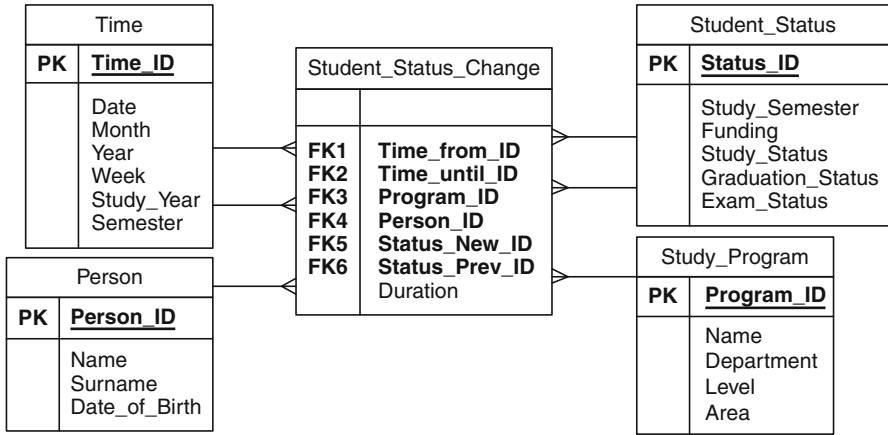 Time
PK Time_ID
Date
Month
Year
Week
Study_Year
Semester
Person
PK Person_ID
Name
Surname
Date_of_Birth
Student_Status_Change
FK1 Time_from_ID
FK2 Time_until_ID
FK3 Program_ID
FK4 Person_ID
FK5 Status_New_ID
FK6 Status_Prev_ID
Duration
Student_Status
PK Status_ID
Study_Semester
Funding
Study_Status
Graduation_Status
Exam_Status
Study_Program
PK Program_ID
Name
Department
Level
Area